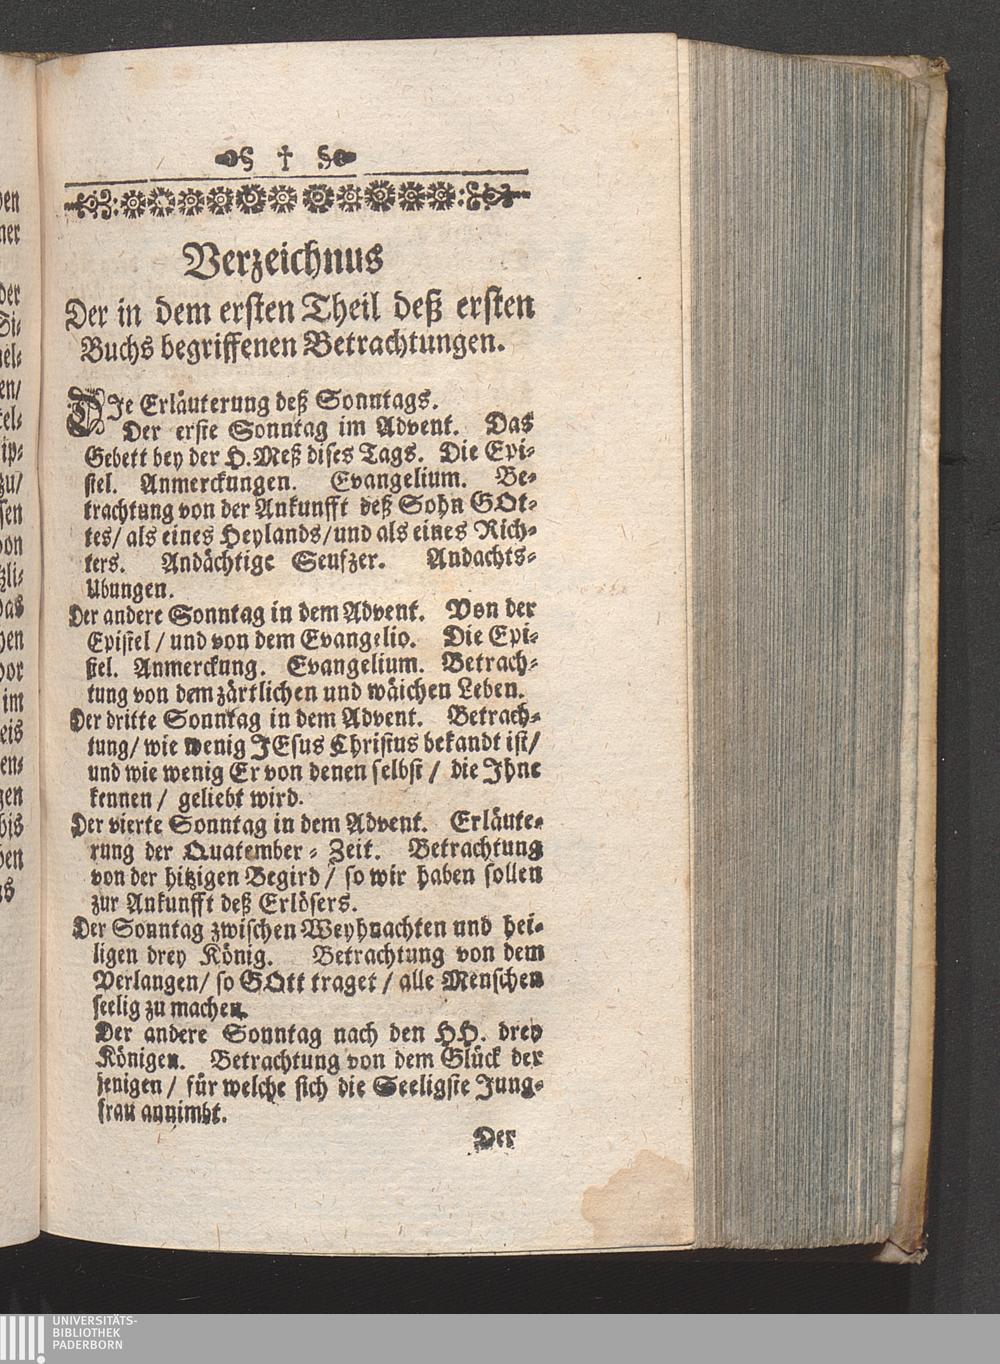 § † §
Verzeichnus
Der in dem ersten Theil deß ersten
Buchs begriffenen Betrachtungen.
DIe Erläuterung deß Sonntags.
Der erste Sonntag im Advent. Das
Gebett bey der H. Meß dises Tags. Die Epi-
stel. Anmerckungen. Evangelium. Be-
trachtung von der Ankunfft deß Sohn GOt-
tes/ als eines Heylands/ und als eines Rich-
ters. Andächtige Seufzer. Andachts-
Ubungen.
Der andere Sonntag in dem Advent. Von der
Epistel / und von dem Evangelio. Die Epi-
stel. Anmerckung. Evangelium. Betrach-
tung von dem zärtlichen und wäichen Leben.
Der dritte Sonntag in dem Advent. Betrach-
tung/ wie wenig JEsus Christus bekandt ist/
und wie wenig Er von denen selbst / die Ihne
kennen / geliebt wird.
Der vierte Sonntag in dem Advent. Erläute-
rung der Quatember-Zeit. Betrachtung
von der hitzigen Begird / so wir haben sollen
zur Ankunfft deß Erlösers.
Der Sonntag zwischen Weyhnachten und hei-
ligen drey König. Betrachtung von dem
Verlangen/ so GOtt traget / alle Menschen
seelig zu machen.
Der andere Sonntag nach den HH. drey
Königen. Betrachtung von dem Glück der
jenigen / für welche sich die Seeligste Jung-
frau annimbt.
Der
UNIVERSITÄTS-
BIBLIOTHEK
PADERBORN